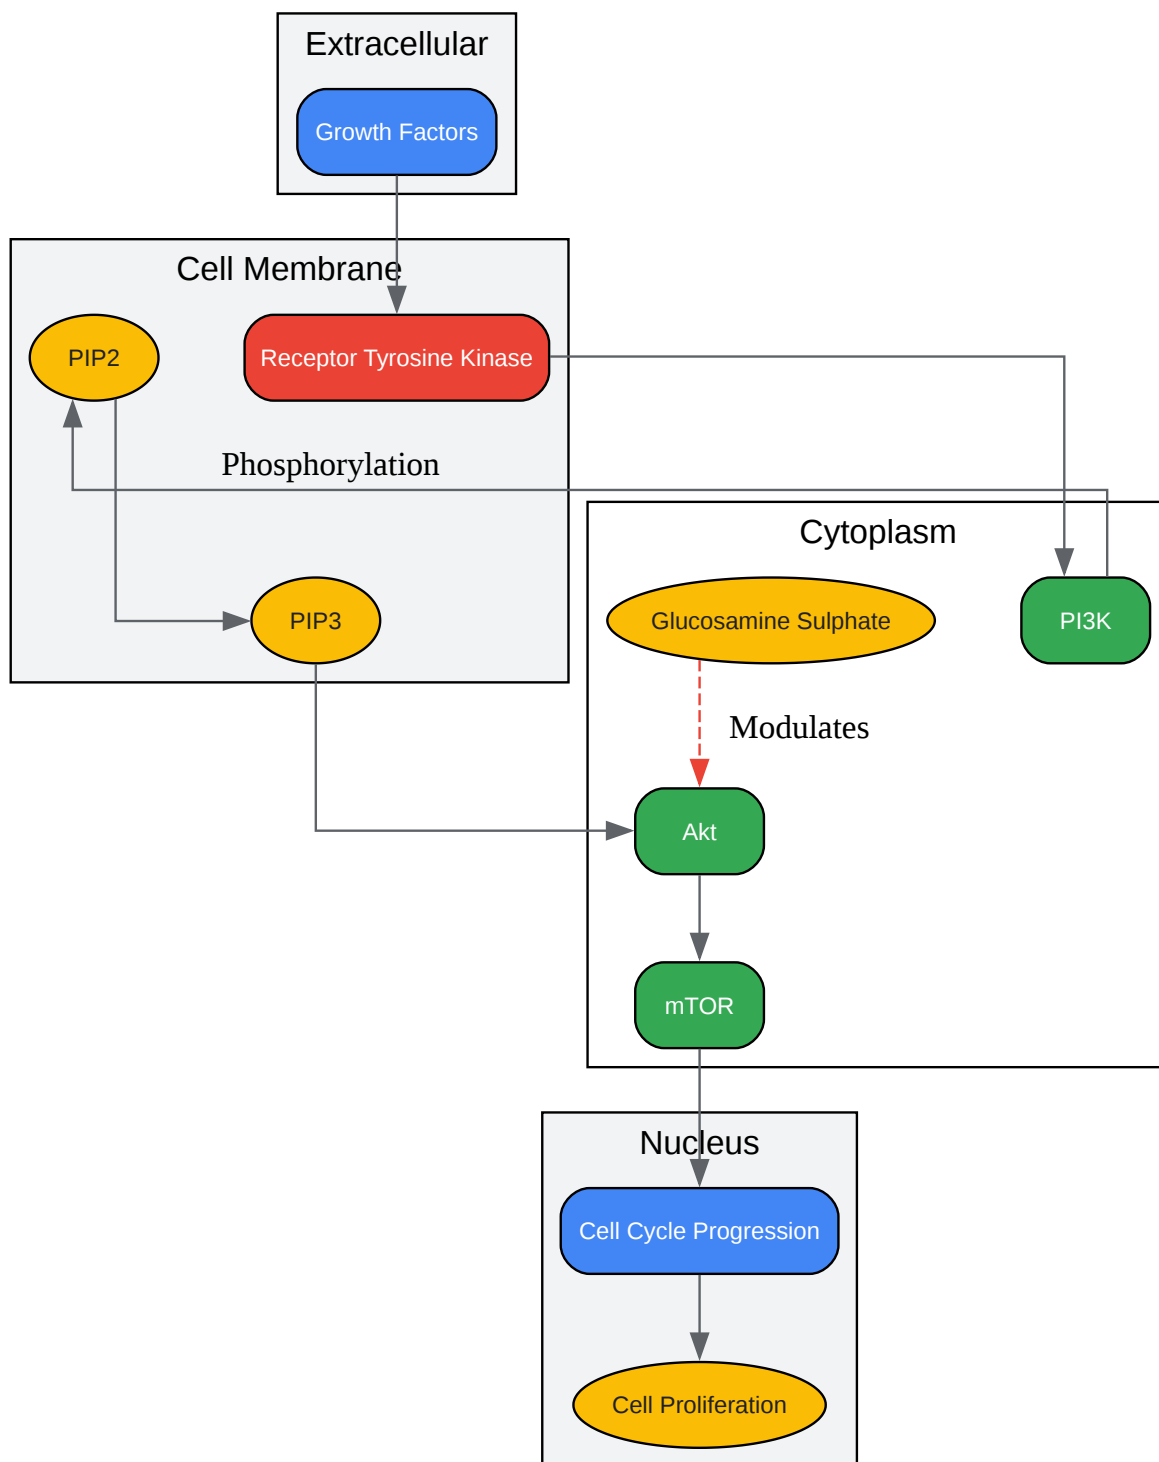 Extracellular
Growth Factors
Cell Membrane
PIP2
Receptor Tyrosine Kinase
Phosphorylation
Cytoplasm
PIP3
Glucosamine Sulphate
PI3K
Modulates
Akt
mTOR
Nucleus
Cell Cycle Progression
Cell Proliferation